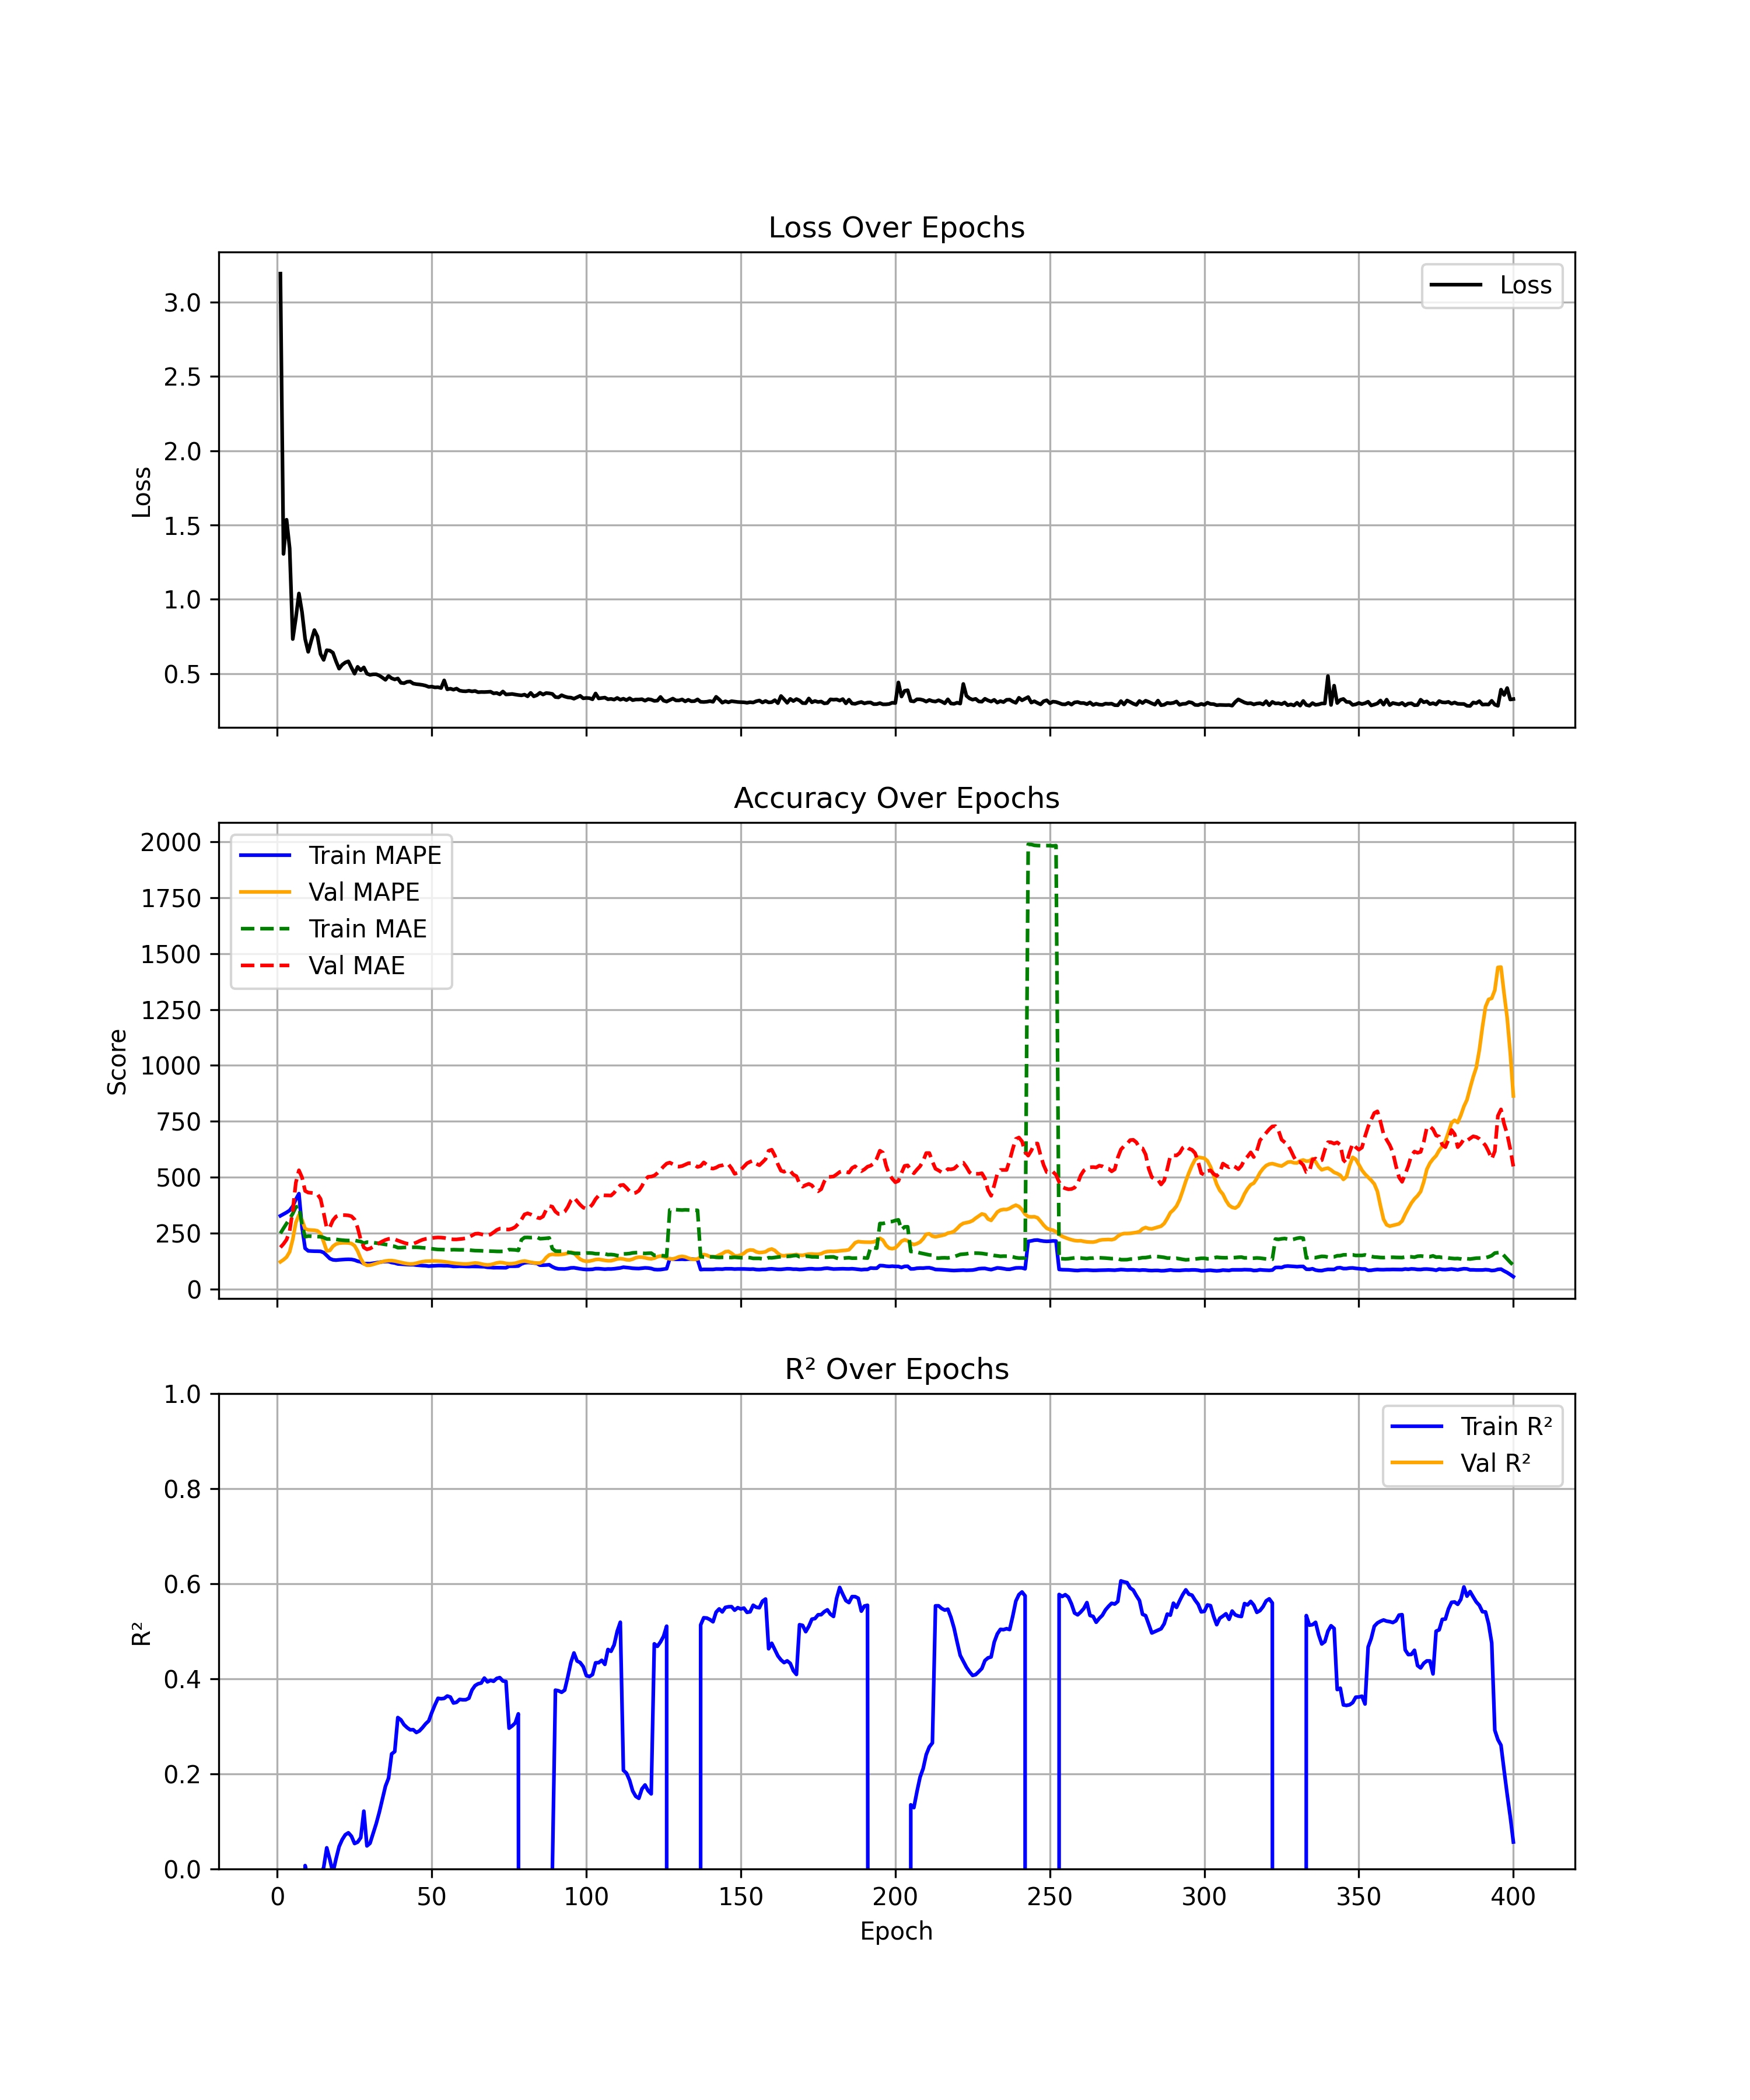 Loss Over Epochs
Loss
3.0
2.5
2.0
1.5
1.0
0.5
Loss
Accuracy Over Epochs
Train MAPE
Val MAPE
Train MAE
Val MAE
2000
1750
1500
1250
1000
750
500
250
0
Score
R² Over Epochs
Train R²
Val R²
1.0
0.8
0.6
0.4
0.2
0.0
R²
0 50 100 150 200 250 300 350 400
Epoch